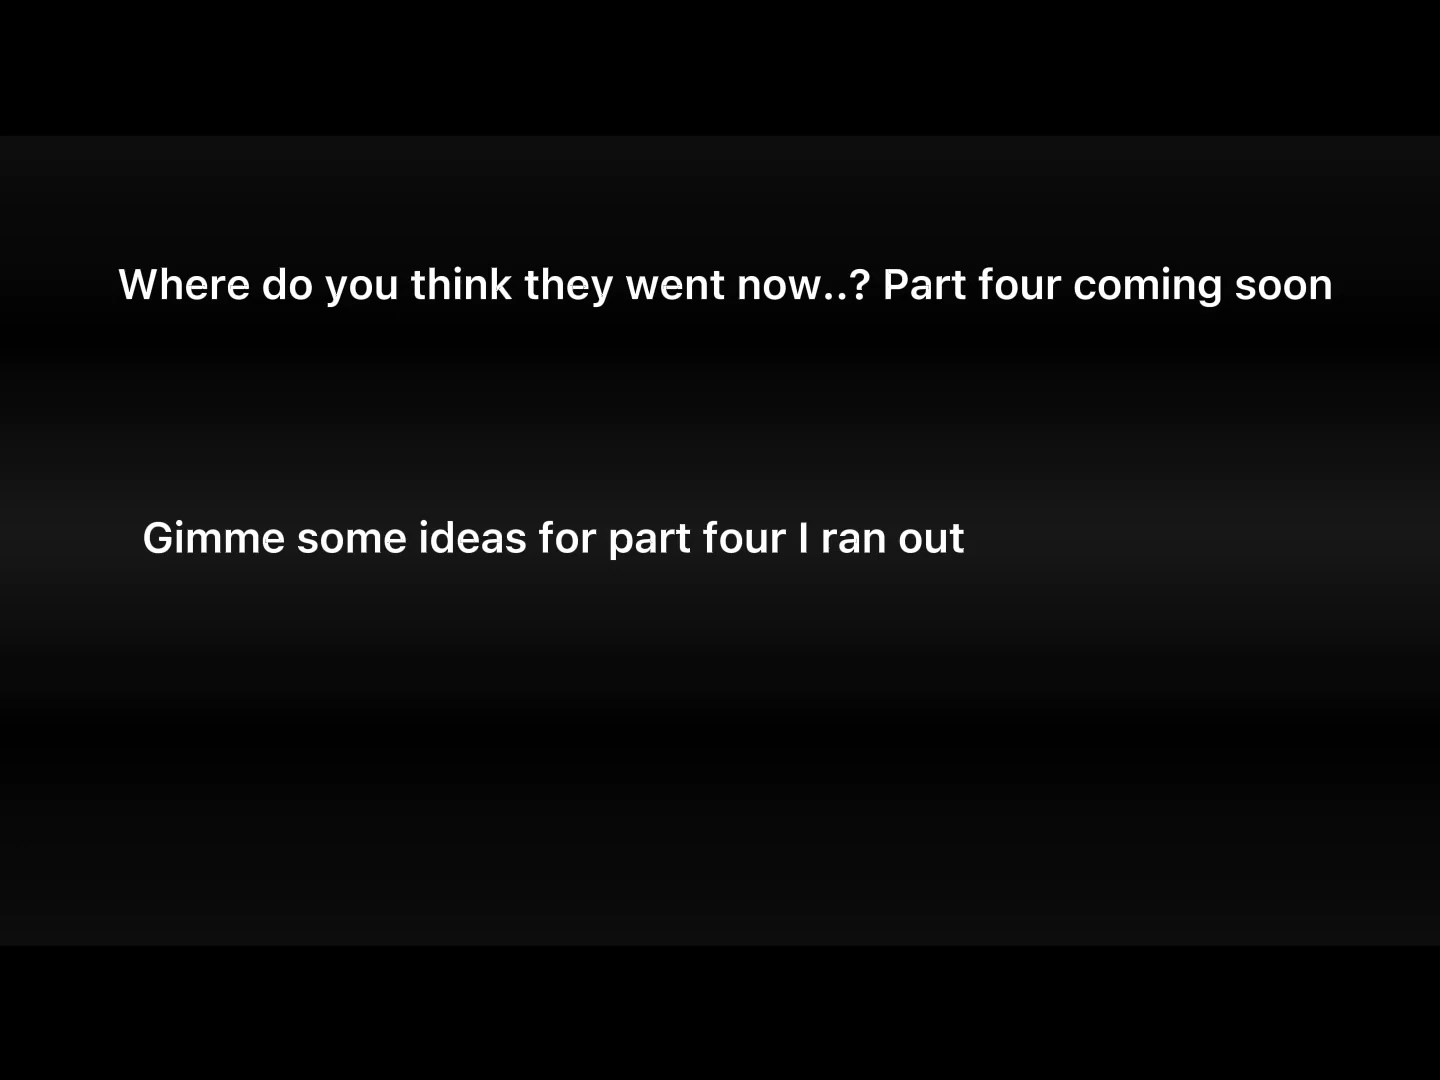 Where do you think they went now..? Part four coming soon
Gimme some ideas for part four I ran out